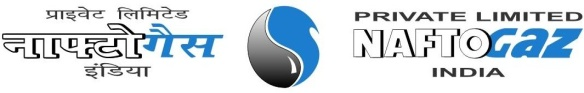 प्राइवेट लिमिटेड
नाफ्टोगैस
इंडिया
PRIVATE LIMITED
NAFTOGAZ
INDIA